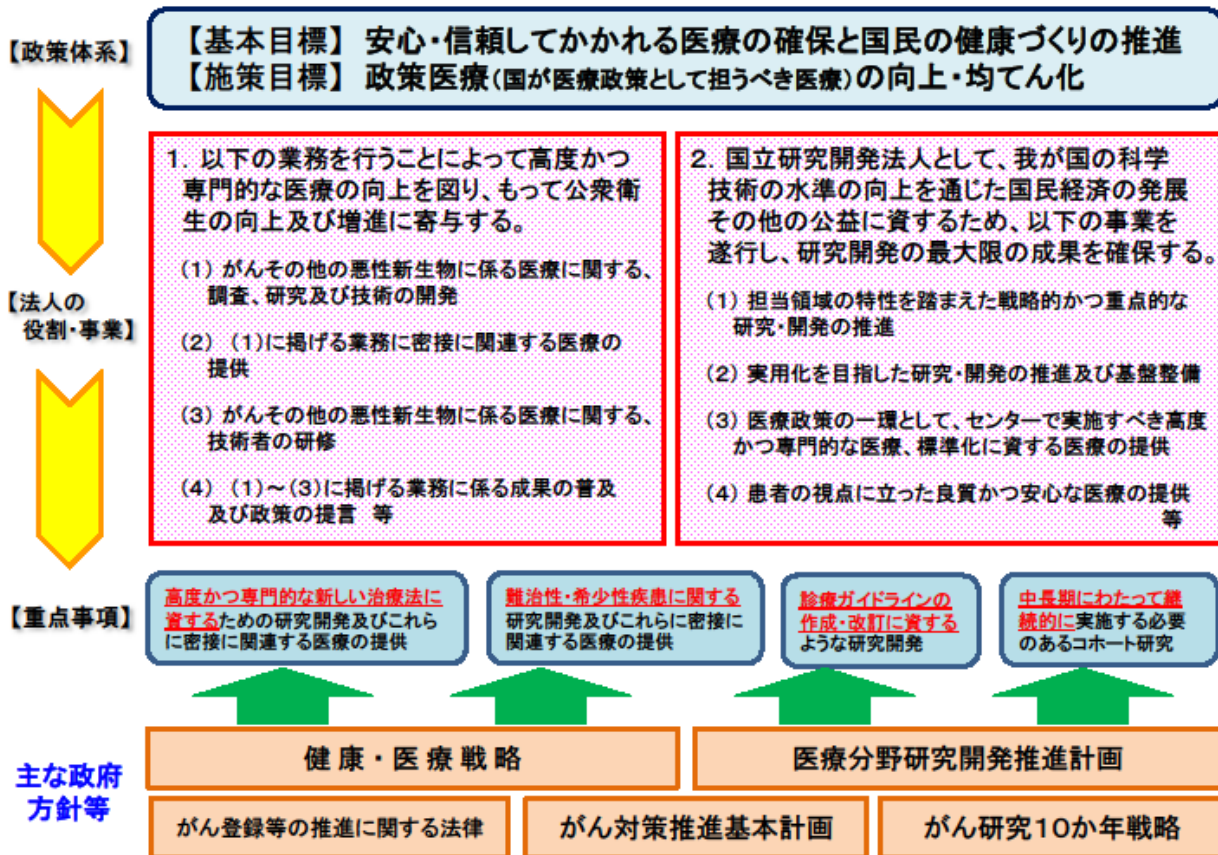 【政策体系】
【基本目標】 安心・信頼してかかれる医療の確保と国民の健康づくりの推進
【施策目標】 政策医療(国が医療政策として担うべき医療)の向上・均てん化
【法人の
役割・事業】
1. 以下の業務を行うことによって高度かつ
専門的な医療の向上を図り、もって公衆衛
生の向上及び増進に寄与する。
(1) がんその他の悪性新生物に係る医療に関する、
調査、研究及び技術の開発
(2) (1)に掲げる業務に密接に関連する医療の
提供
(3) がんその他の悪性新生物に係る医療に関する、
技術者の研修
(4) (1)～(3)に掲げる業務に係る成果の普及
及び政策の提言 等
2. 国立研究開発法人として、我が国の科学
技術の水準の向上を通じた国民経済の発展
その他の公益に資するため、以下の事業を
遂行し、研究開発の最大限の成果を確保する。
(1) 担当領域の特性を踏まえた戦略的かつ重点的な
研究・開発の推進
(2) 実用化を目指した研究・開発の推進及び基盤整備
(3) 医療政策の一環として、センターで実施すべき高度
かつ専門的な医療、標準化に資する医療の提供
(4) 患者の視点に立った良質かつ安心な医療の提供
等
【重点事項】
高度かつ専門的な新しい治療法に
資するための研究開発及びこれら
に密接に関連する医療の提供
難治性・希少性疾患に関する
研究開発及びこれらに密接に
関連する医療の提供
診療ガイドラインの
作成・改訂に資する
ような研究開発
中長期にわたって継
続的に実施する必要
のあるコホート研究
主な政府
方針等
健康・医療戦略
医療分野研究開発推進計画
がん登録等の推進に関する法律
がん対策推進基本計画
がん研究10か年戦略